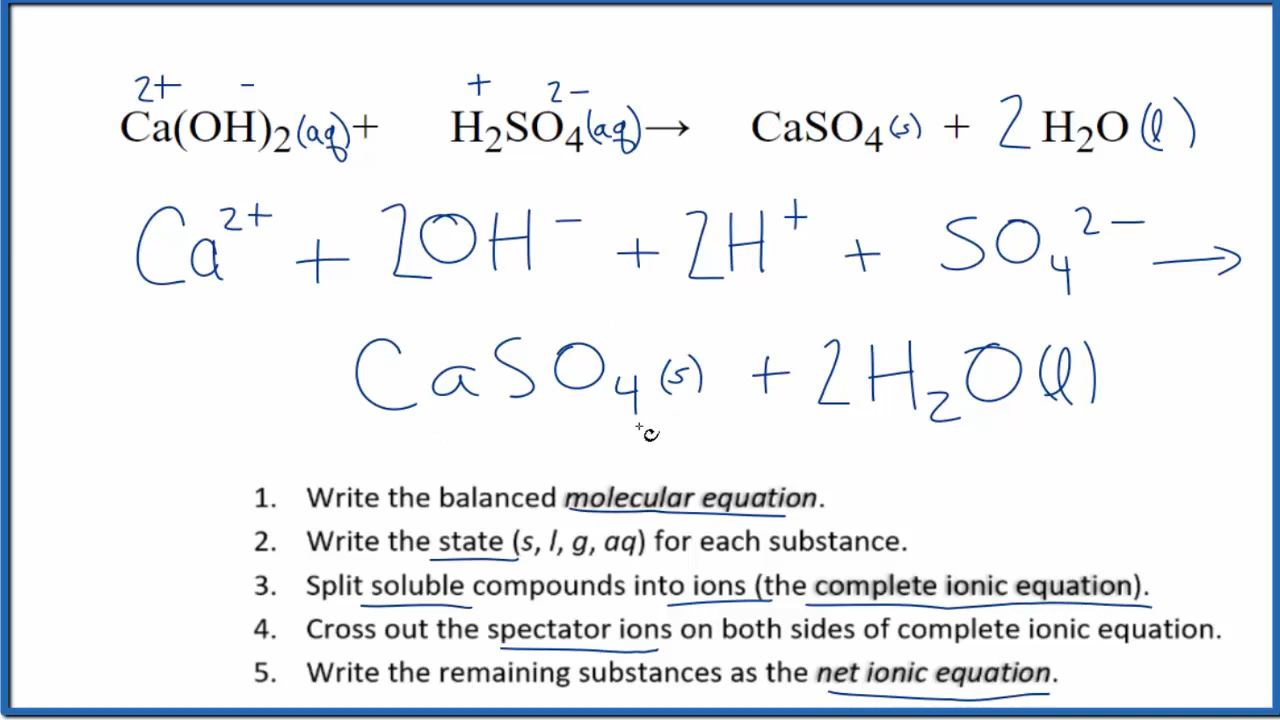 2+ - + 2-
Ca(OH)₂(aq)+ H₂SO₄(aq)→ CaSO₄(s) + 2 H₂O(l)
Ca²⁺ + 2OH⁻ + 2H⁺ + SO₄²⁻ →
CaSO₄(s) + 2H₂O(l)
1. Write the balanced molecular equation.
2. Write the state (s, l, g, aq) for each substance.
3. Split soluble compounds into ions (the complete ionic equation).
4. Cross out the spectator ions on both sides of complete ionic equation.
5. Write the remaining substances as the net ionic equation.